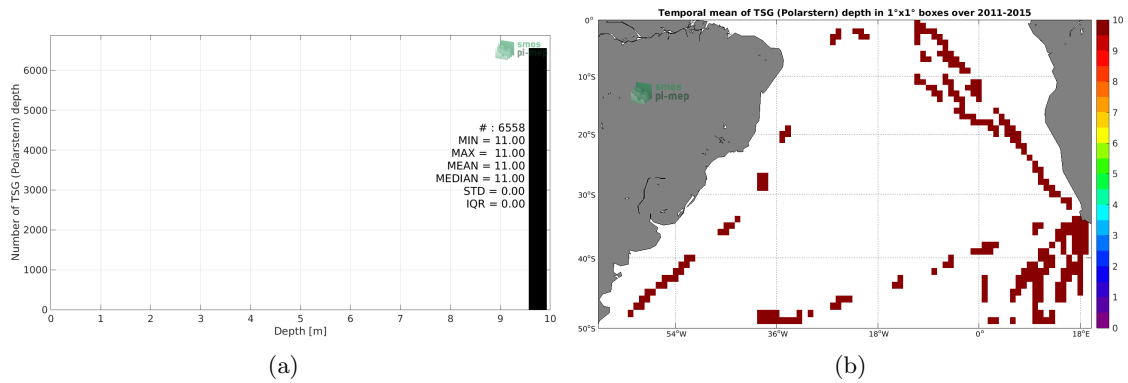 smos
pi-mep
# : 6558
MIN = 11.00
MAX = 11.00
MEAN = 11.00
MEDIAN = 11.00
STD = 0.00
IQR = 0.00
Number of TSG (Polarstern) depth
6000
5000
4000
3000
2000
1000
0
0 1 2 3 4 5 6 7 8 9 10
Depth [m]
(a)
Temporal mean of TSG (Polarstern) depth in 1°x1° boxes over 2011-2015
smos
pi-mep
0°
10°S
20°S
30°S
40°S
50°S
54°W 36°W 18°W 0° 18°E
10
9
8
7
6
5
4
3
2
1
0
(b)